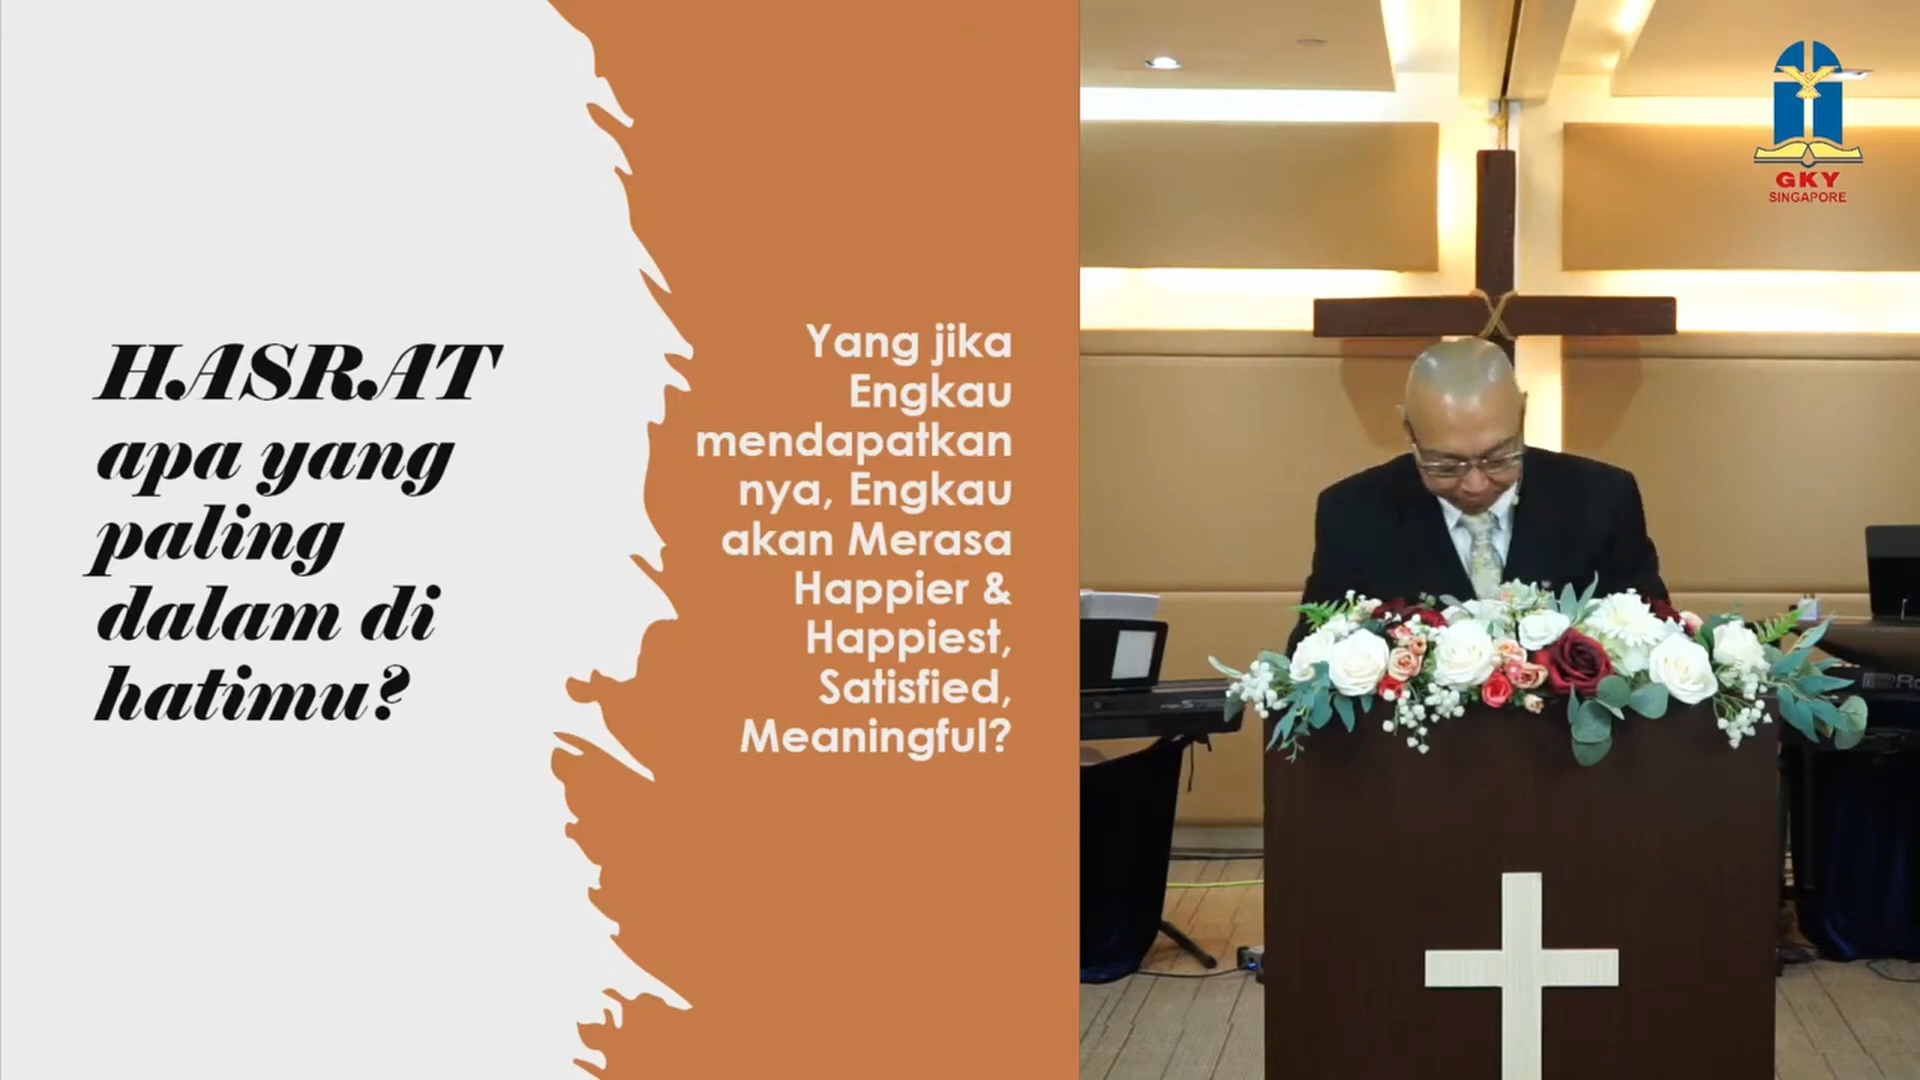 HASRAT
apa yang
paling
dalam di
hatimu?
Yang jika
Engkau
mendapatkan
nya, Engkau
akan Merasa
Happier &
Happiest,
Satisfied,
Meaningful?
GKY
SINGAPORE